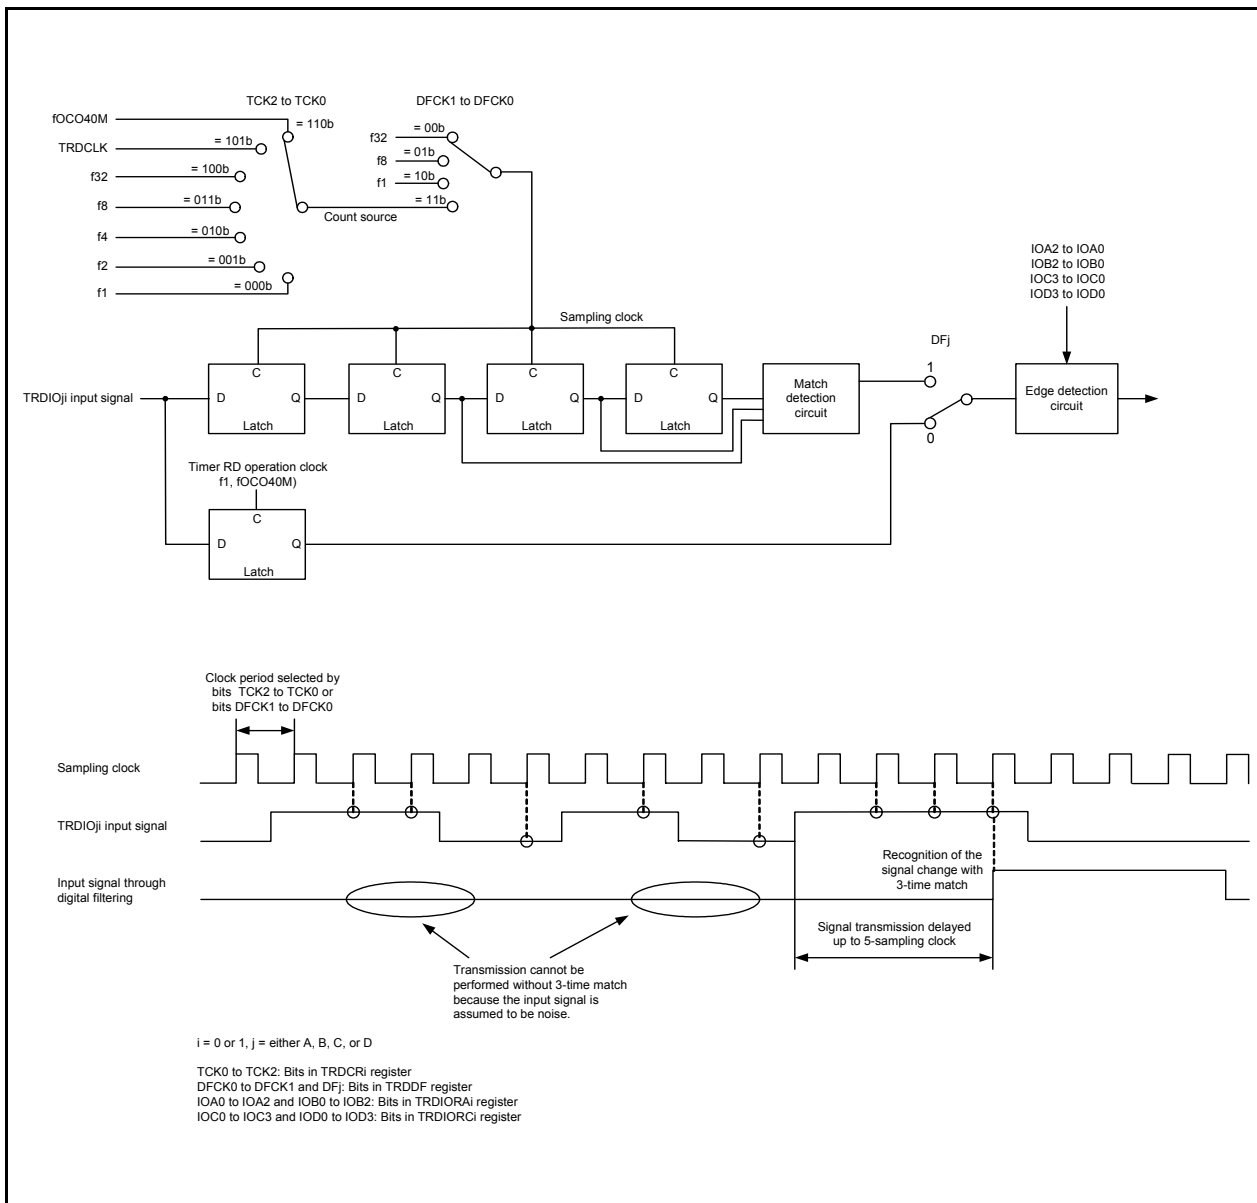 TCK2 to TCK0
DFCK1 to DFCK0
fOCO40M
= 110b
TRDCLK
= 101b
f32
= 100b
f8
= 011b
f4
= 010b
f2
= 001b
f1
= 000b
f32
= 00b
f8
= 01b
f1
= 10b
= 11b
Count source
IOA2 to IOA0
IOB2 to IOB0
IOC3 to IOC0
IOD3 to IOD0
Sampling clock
DFj
TRDIOji input signal
C
D
Q
Latch
C
D
Q
Latch
C
D
Q
Latch
C
D
Q
Latch
Match
detection
circuit
1
0
Edge detection
circuit
Timer RD operation clock
f1, fOCO40M)
C
D
Q
Latch
Clock period selected by
bits TCK2 to TCK0 or
bits DFCK1 to DFCK0
Sampling clock
TRDIOji input signal
Input signal through
digital filtering
Recognition of the
signal change with
3-time match
Signal transmission delayed
up to 5-sampling clock
Transmission cannot be
performed without 3-time match
because the input signal is
assumed to be noise.
i = 0 or 1, j = either A, B, C, or D
TCK0 to TCK2: Bits in TRDCRi register
DFCK0 to DFCK1 and DFj: Bits in TRDDF register
IOA0 to IOA2 and IOB0 to IOB2: Bits in TRDIORAi register
IOC0 to IOC3 and IOD0 to IOD3: Bits in TRDIORCi register